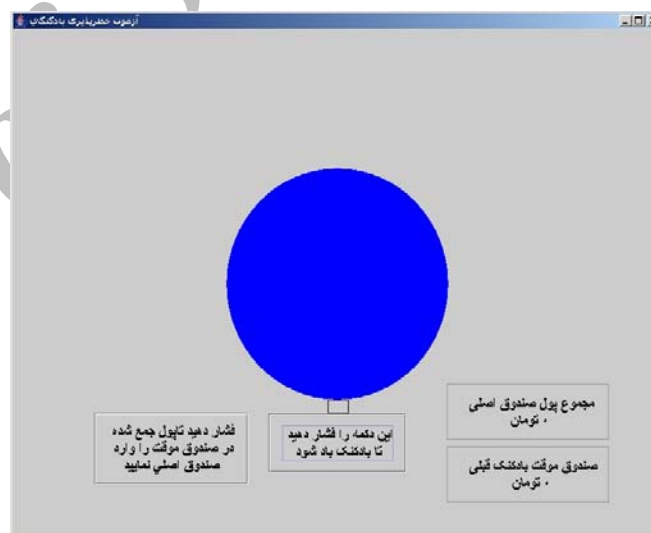 آزمون خطرپذیری بادکنکی
مجموع پول صندوق اصلی
۰ تومان
این دکمه را فشار دهید
تا بادکنک باد شود
فشار دهید تاپول جمع شده
در صندوق موقت را وارد
صندوق اصلي نمایید
صندوق موقت بادکنک قبلی
۰ تومان